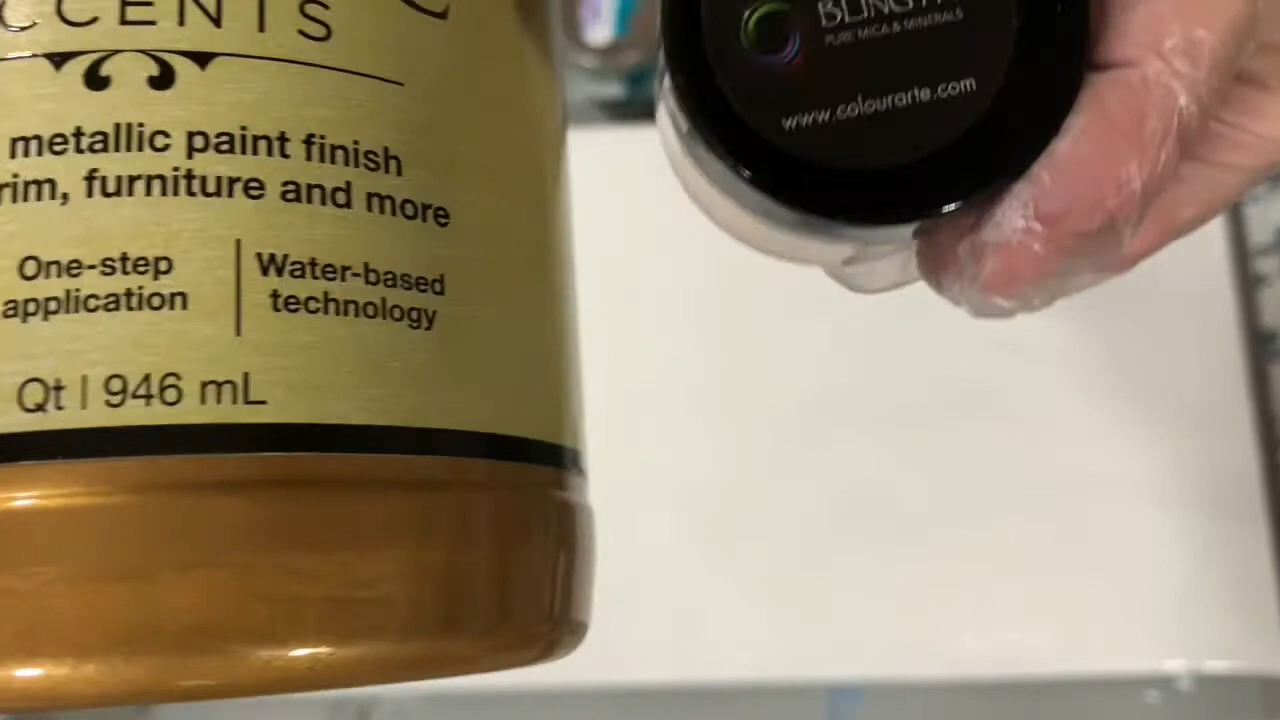 CCENTS
metallic paint finish
rim, furniture and more
One-step
application
Water-based
technology
Qt | 946 mL
BLING
PURE MICA & MINERALS
www.colourarte.com